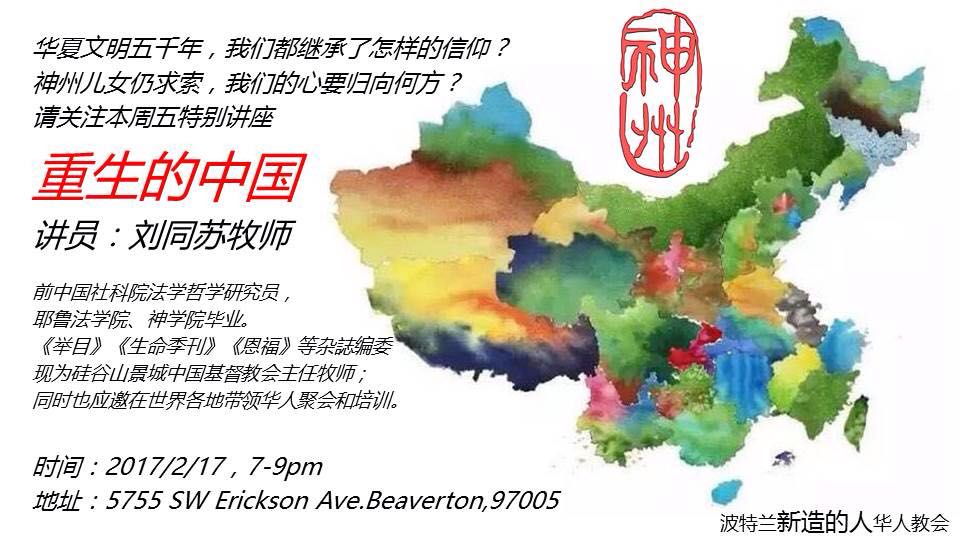 华夏文明五千年，我们都继承了怎样的信仰？
神州儿女仍求索，我们的心要归向何方？
请关注本周五特别讲座
重生的中国
讲员：刘同苏牧师
前中国社科院法学哲学研究员，
耶鲁法学院、神学院毕业。
《举目》《生命季刊》《恩福》等杂誌编委
现为硅谷山景城中国基督教会主任牧师；
同时也应邀在世界各地带领华人聚会和培训。
时间：2017/2/17，7-9pm
地址：5755 SW Erickson Ave.Beaverton,97005
神州
波特兰新造的人华人教会